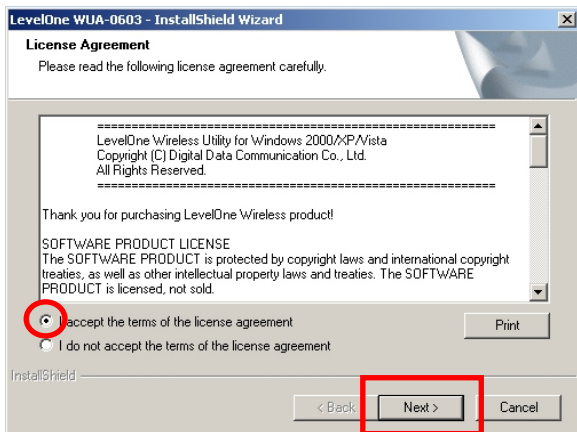 LevelOne WUA-0603 - InstallShield Wizard
License Agreement
Please read the following license agreement carefully.
==================================================
LevelOne Wireless Utility for Windows 2000/XP/Vista
Copyright (C) Digital Data Communication Co., Ltd.
All Rights Reserved.
==================================================
Thank you for purchasing LevelOne Wireless product!
SOFTWARE PRODUCT LICENSE
The SOFTWARE PRODUCT is protected by copyright laws and international copyright
treaties, as well as other intellectual property laws and treaties. The SOFTWARE
PRODUCT is licensed, not sold.
I accept the terms of the license agreement
Print
I do not accept the terms of the license agreement
InstallShield
< Back
Next >
Cancel